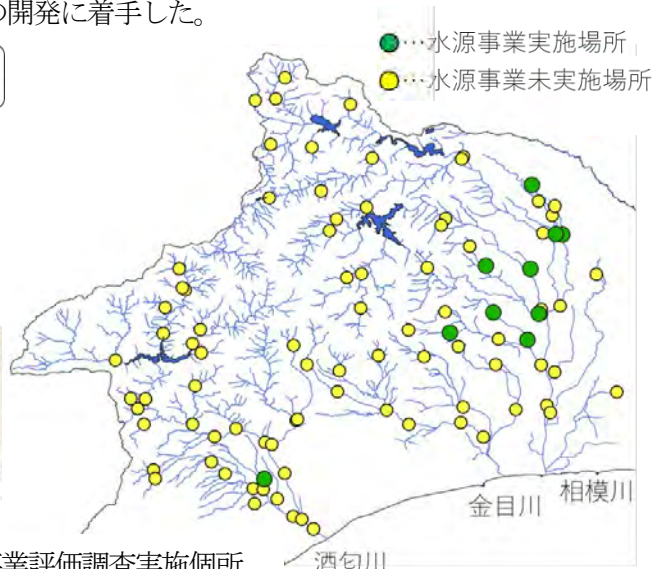 の開発に着手した。
●…水源事業実施場所
●…水源事業未実施場所
金目川
相模川
酒匂川
事業評価調査実施個所